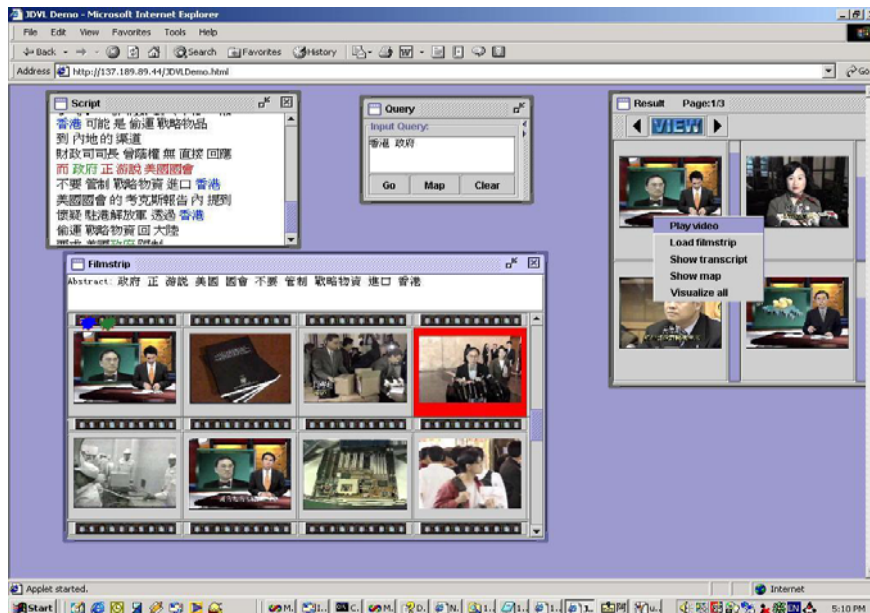 JDVL Demo - Microsoft Internet Explorer
File Edit View Favorites Tools Help
Back Search Favorites History
Address http://137.189.89.44/JDVLDemo.html Go
Script
香港 可能 是 偷運 戰略物品
到 內地 的 渠道
財政司司長 曾蔭權 無 直接 回應
而 政府 正 游說 美國國會
不要 管制 戰略物資 進口 香港
美國國會 的 考克斯報告 內 提到
懷疑 駐港解放軍 透過 香港
偷運 戰略物資 回 大陸
Query
Input Query:
香港 政府
Go Map Clear
Result Page:1/3
VIEW
Play video
Load filmstrip
Show transcript
Show map
Visualize all
Filmstrip
Abstract: 政府 正 游說 美國 國會 不要 管制 戰略物資 進口 香港
Applet started. Internet
Start 5:10 PM